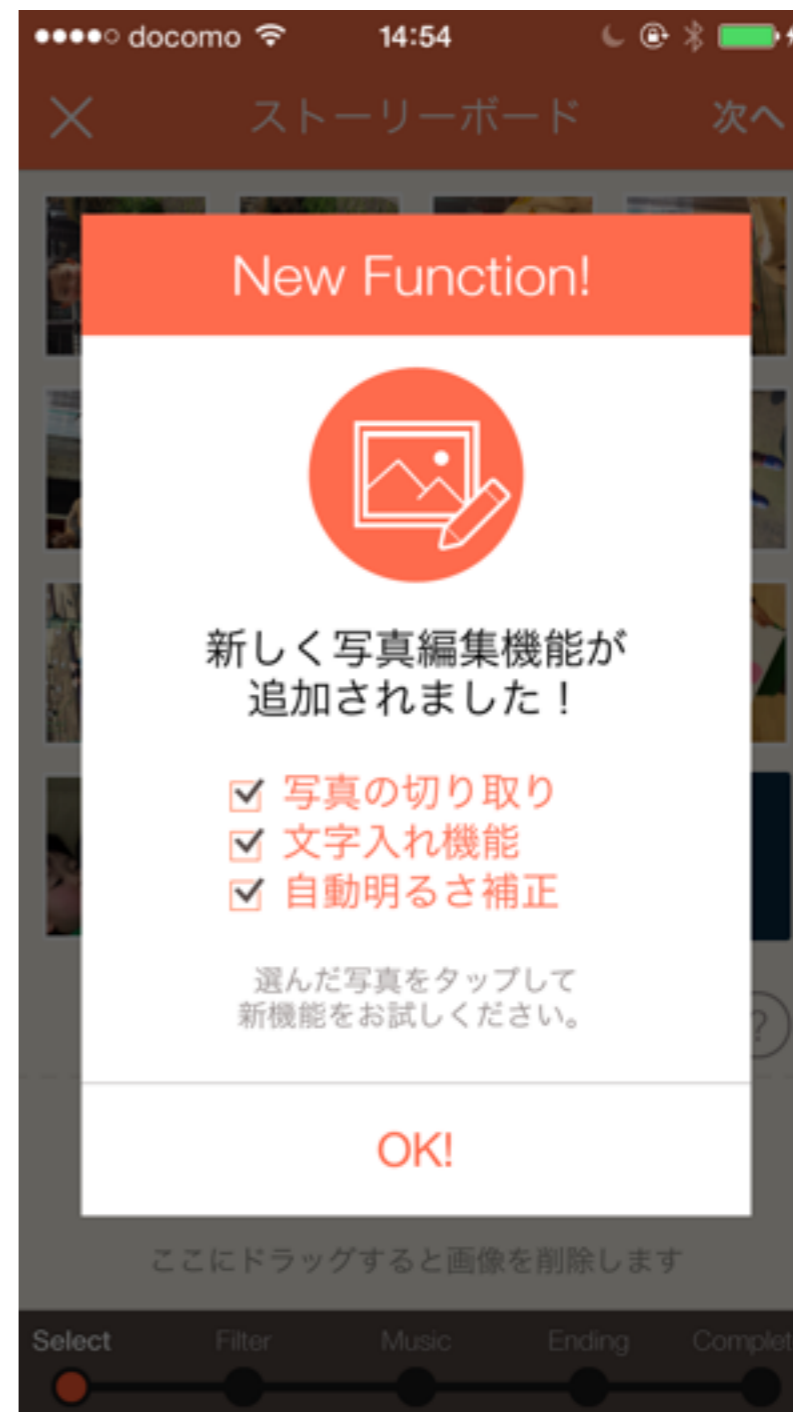 docomo 14:54
ストーリーボード 次へ
New Function!
新しく写真編集機能が
追加されました！
写真の切り取り
文字入れ機能
自動明るさ補正
選んだ写真をタップして
新機能をお試しください。
?
OK!
ここにドラッグすると画像を削除します
Select Filter Music Ending Complet